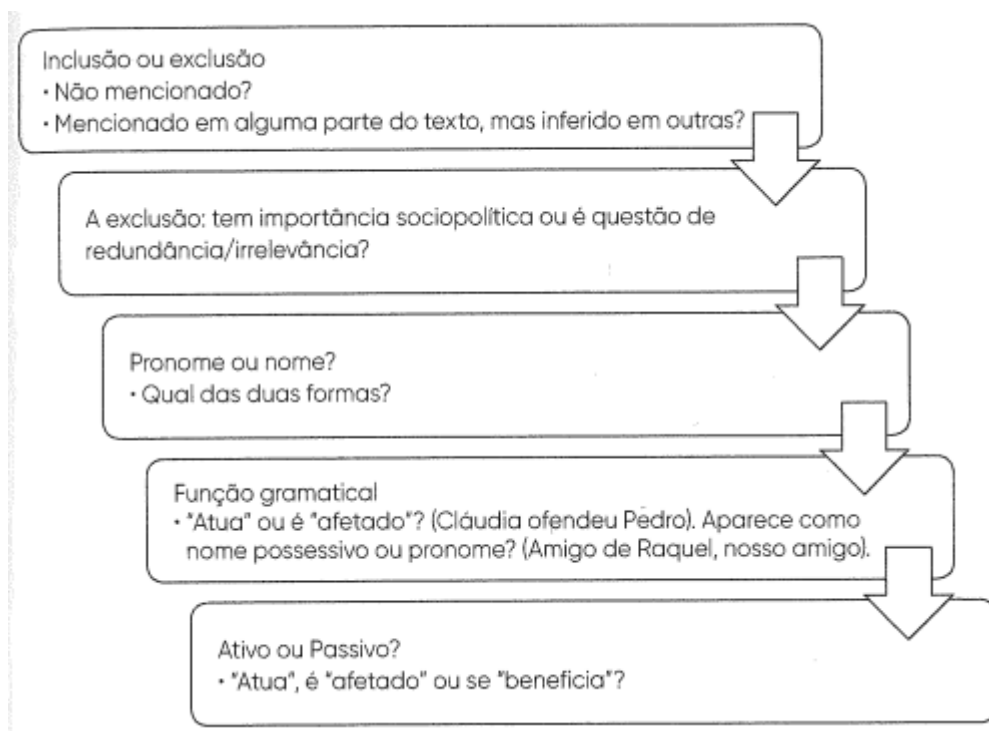 Inclusão ou exclusão
• Não mencionado?
• Mencionado em alguma parte do texto, mas inferido em outras?
A exclusão: tem importância sociopolítica ou é questão de
redundância/irrelevância?
Pronome ou nome?
• Qual das duas formas?
Função gramatical
• "Atua" ou é "afetado"? (Cláudia ofendeu Pedro). Aparece como
nome possessivo ou pronome? (Amigo de Raquel, nosso amigo).
Ativo ou Passivo?
• "Atua", é "afetado" ou se "beneficia"?